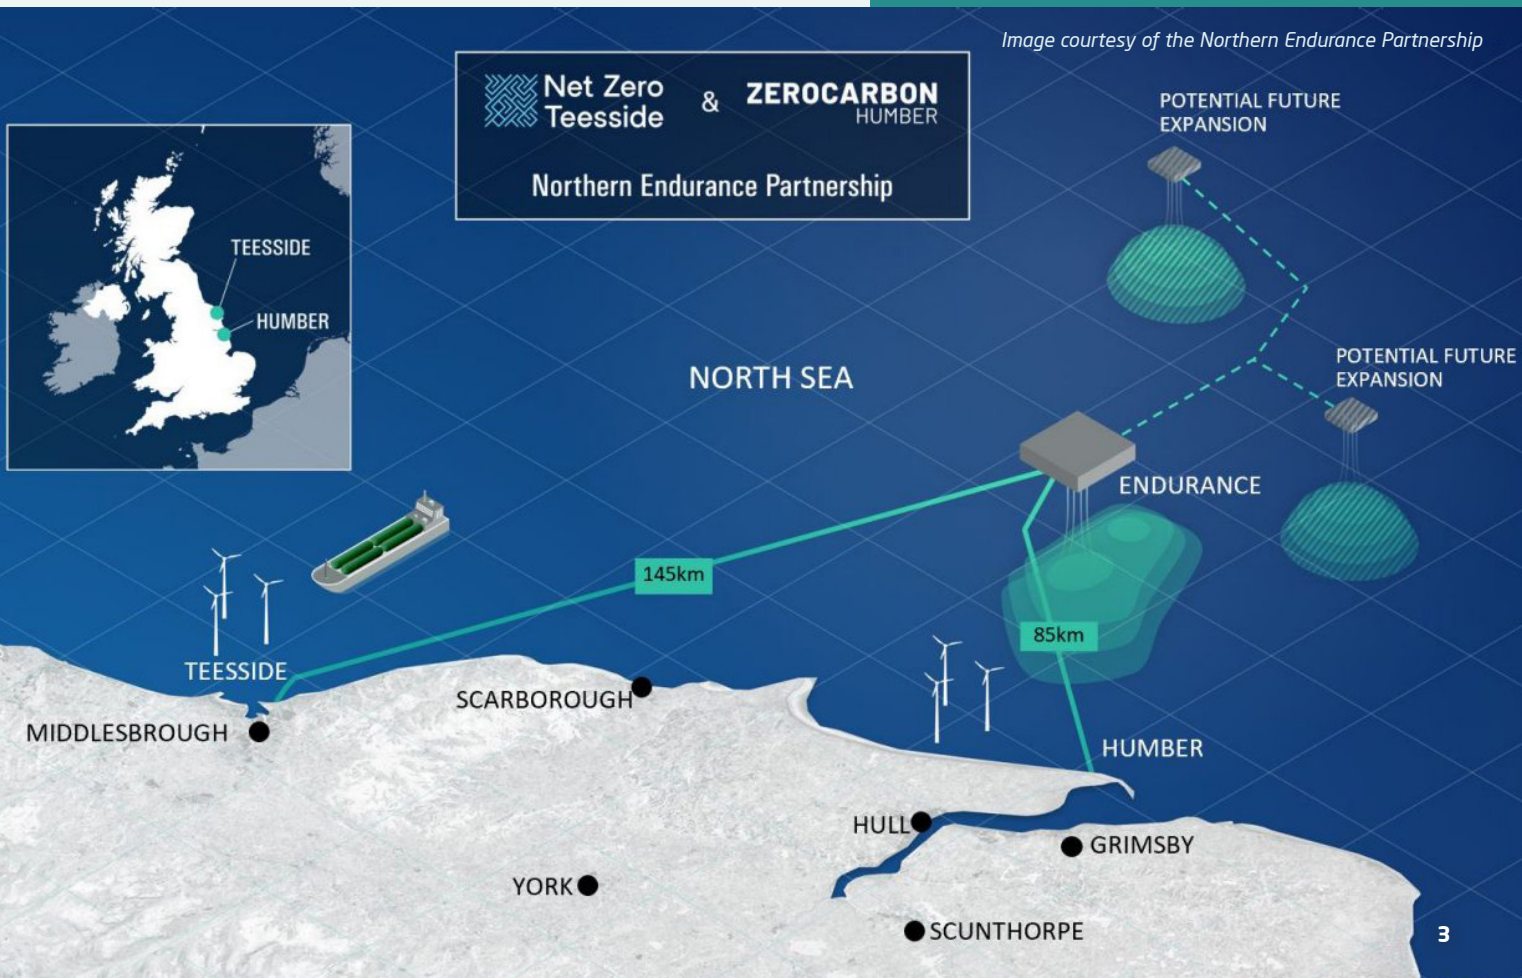 Image courtesy of the Northern Endurance Partnership
Net Zero
Teesside
&
ZEROCARBON
HUMBER
Northern Endurance Partnership
POTENTIAL FUTURE
EXPANSION
TEESSIDE
HUMBER
NORTH SEA
POTENTIAL FUTURE
EXPANSION
ENDURANCE
145km
85km
TEESSIDE
SCARBOROUGH
MIDDLESBROUGH
HUMBER
HULL
GRIMSBY
YORK
SCUNTHORPE
3